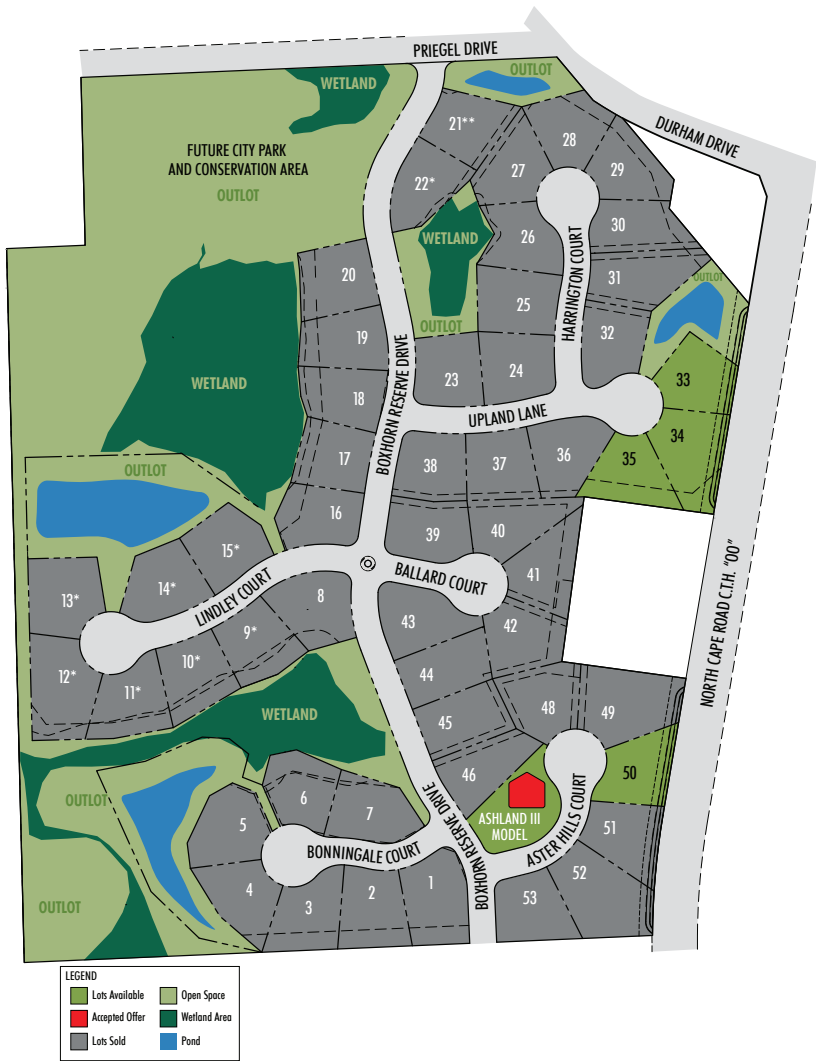 PRIEGEL DRIVE
OUTLOT
WETLAND
DURHAM DRIVE
21**
28
FUTURE CITY PARK
AND CONSERVATION AREA
OUTLOT
27
29
22*
WETLAND
26
30
20
OUTLOT
25
HARRINGTON COURT
31
OUTLOT
19
32
BOXHORN RESERVE DRIVE
WETLAND
18
23
24
33
UPLAND LANE
34
17
38
37
36
35
OUTLOT
16
39
40
15*
BALLARD COURT
41
14*
LINDLEY COURT
13*
8
43
42
9*
10*
12*
11*
44
NORTH CAPE ROAD C.T.H. "OO"
WETLAND
45
48
49
46
50
OUTLOT
6
7
5
ASHLAND III
MODEL
ASTER HILLS COURT
51
BONNINGALE COURT
BOXHORN RESERVE DRIVE
52
4
3
2
1
53
OUTLOT
LEGEND
Lots Available
Open Space
Accepted Offer
Wetland Area
Lots Sold
Pond